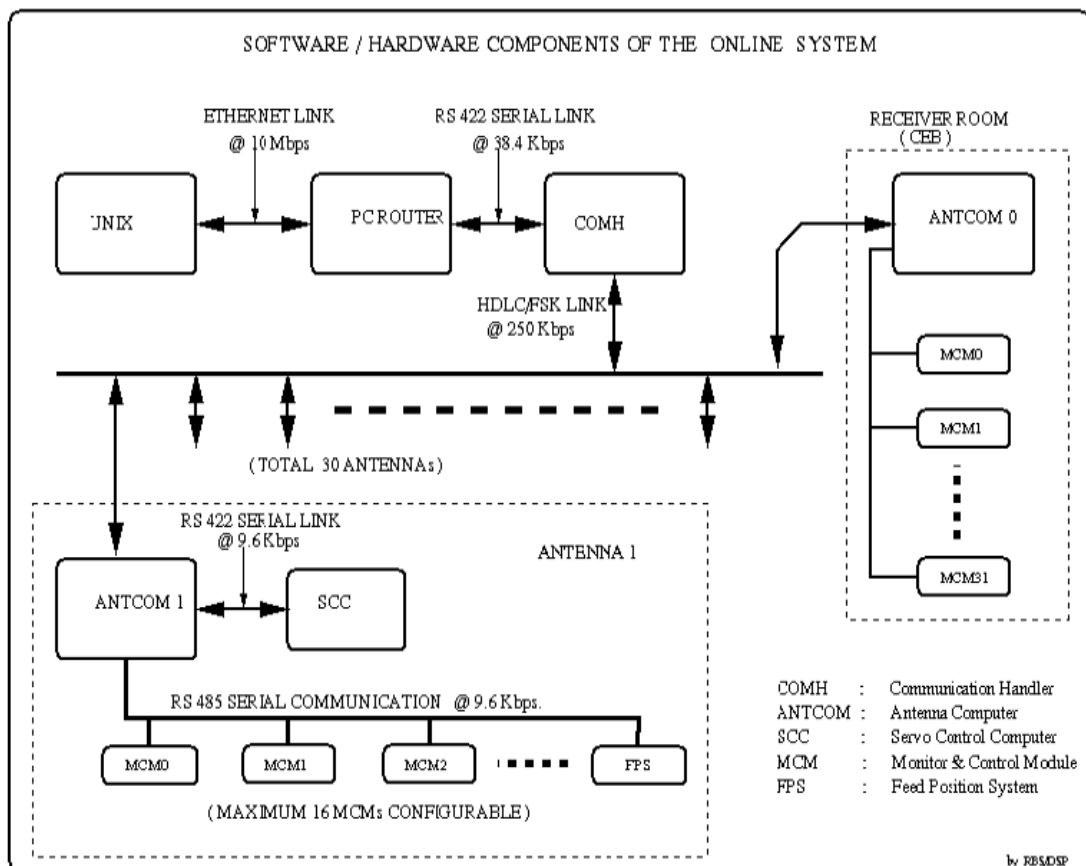 SOFTWARE / HARDWARE COMPONENTS OF THE ONLINE SYSTEM
ETHERNET LINK
@ 10 Mbps
RS 422 SERIAL LINK
@ 38.4 Kbps
RECEIVER ROOM
( CEB )
UNIX
PC ROUTER
COMH
ANTCOM 0
HDLC/FSK LINK
@ 250 Kbps
MCM0
MCM1
MCM31
( TOTAL 30 ANTENNAs )
RS 422 SERIAL LINK
@ 9.6 Kbps
ANTENNA 1
ANTCOM 1
SCC
RS 485 SERIAL COMMUNICATION @ 9.6 Kbps.
MCM0
MCM1
MCM2
FPS
( MAXIMUM 16 MCMs CONFIGURABLE )
COMH : Communication Handler
ANTCOM : Antenna Computer
SCC : Servo Control Computer
MCM : Monitor & Control Module
FPS : Feed Position System
by RBS/DSP